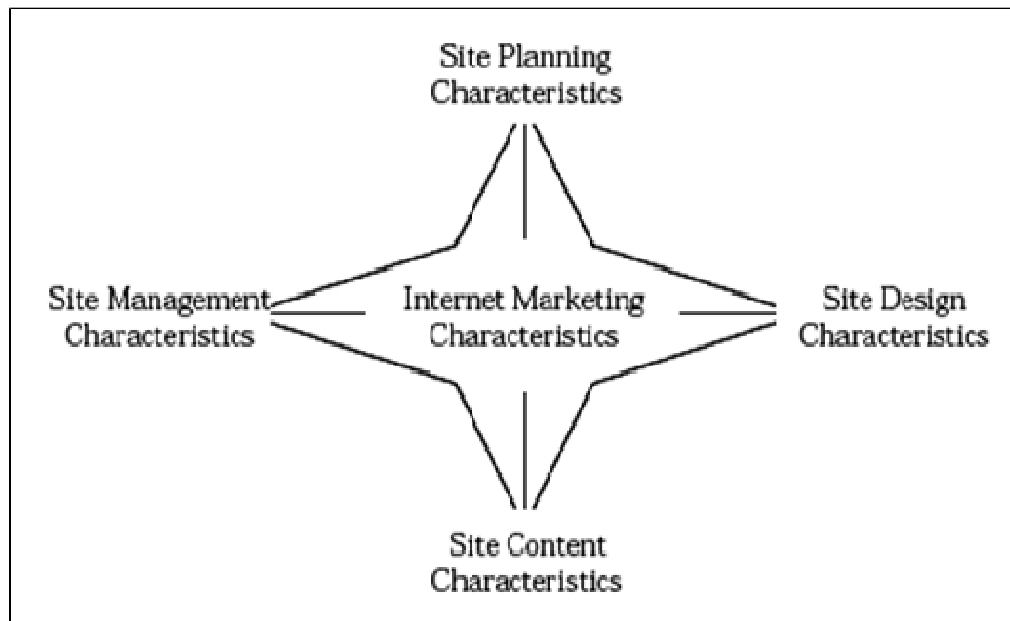 Site Planning
Characteristics
Site Management
Characteristics
Internet Marketing
Characteristics
Site Design
Characteristics
Site Content
Characteristics